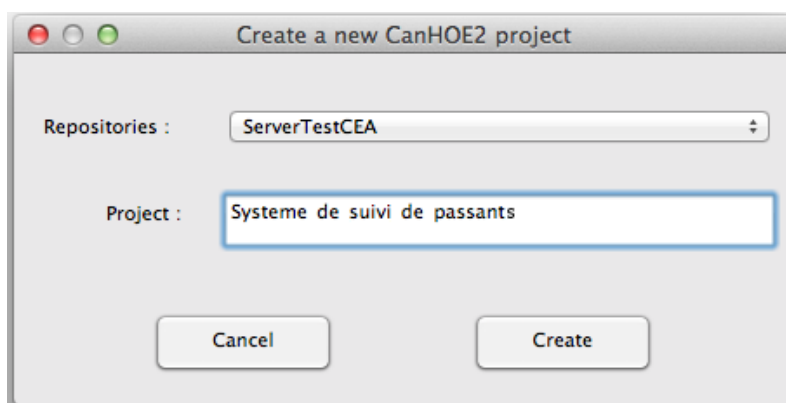 Create a new CanHOE2 project
Repositories :
ServerTestCEA
Project :
Systeme de suivi de passants
Cancel
Create